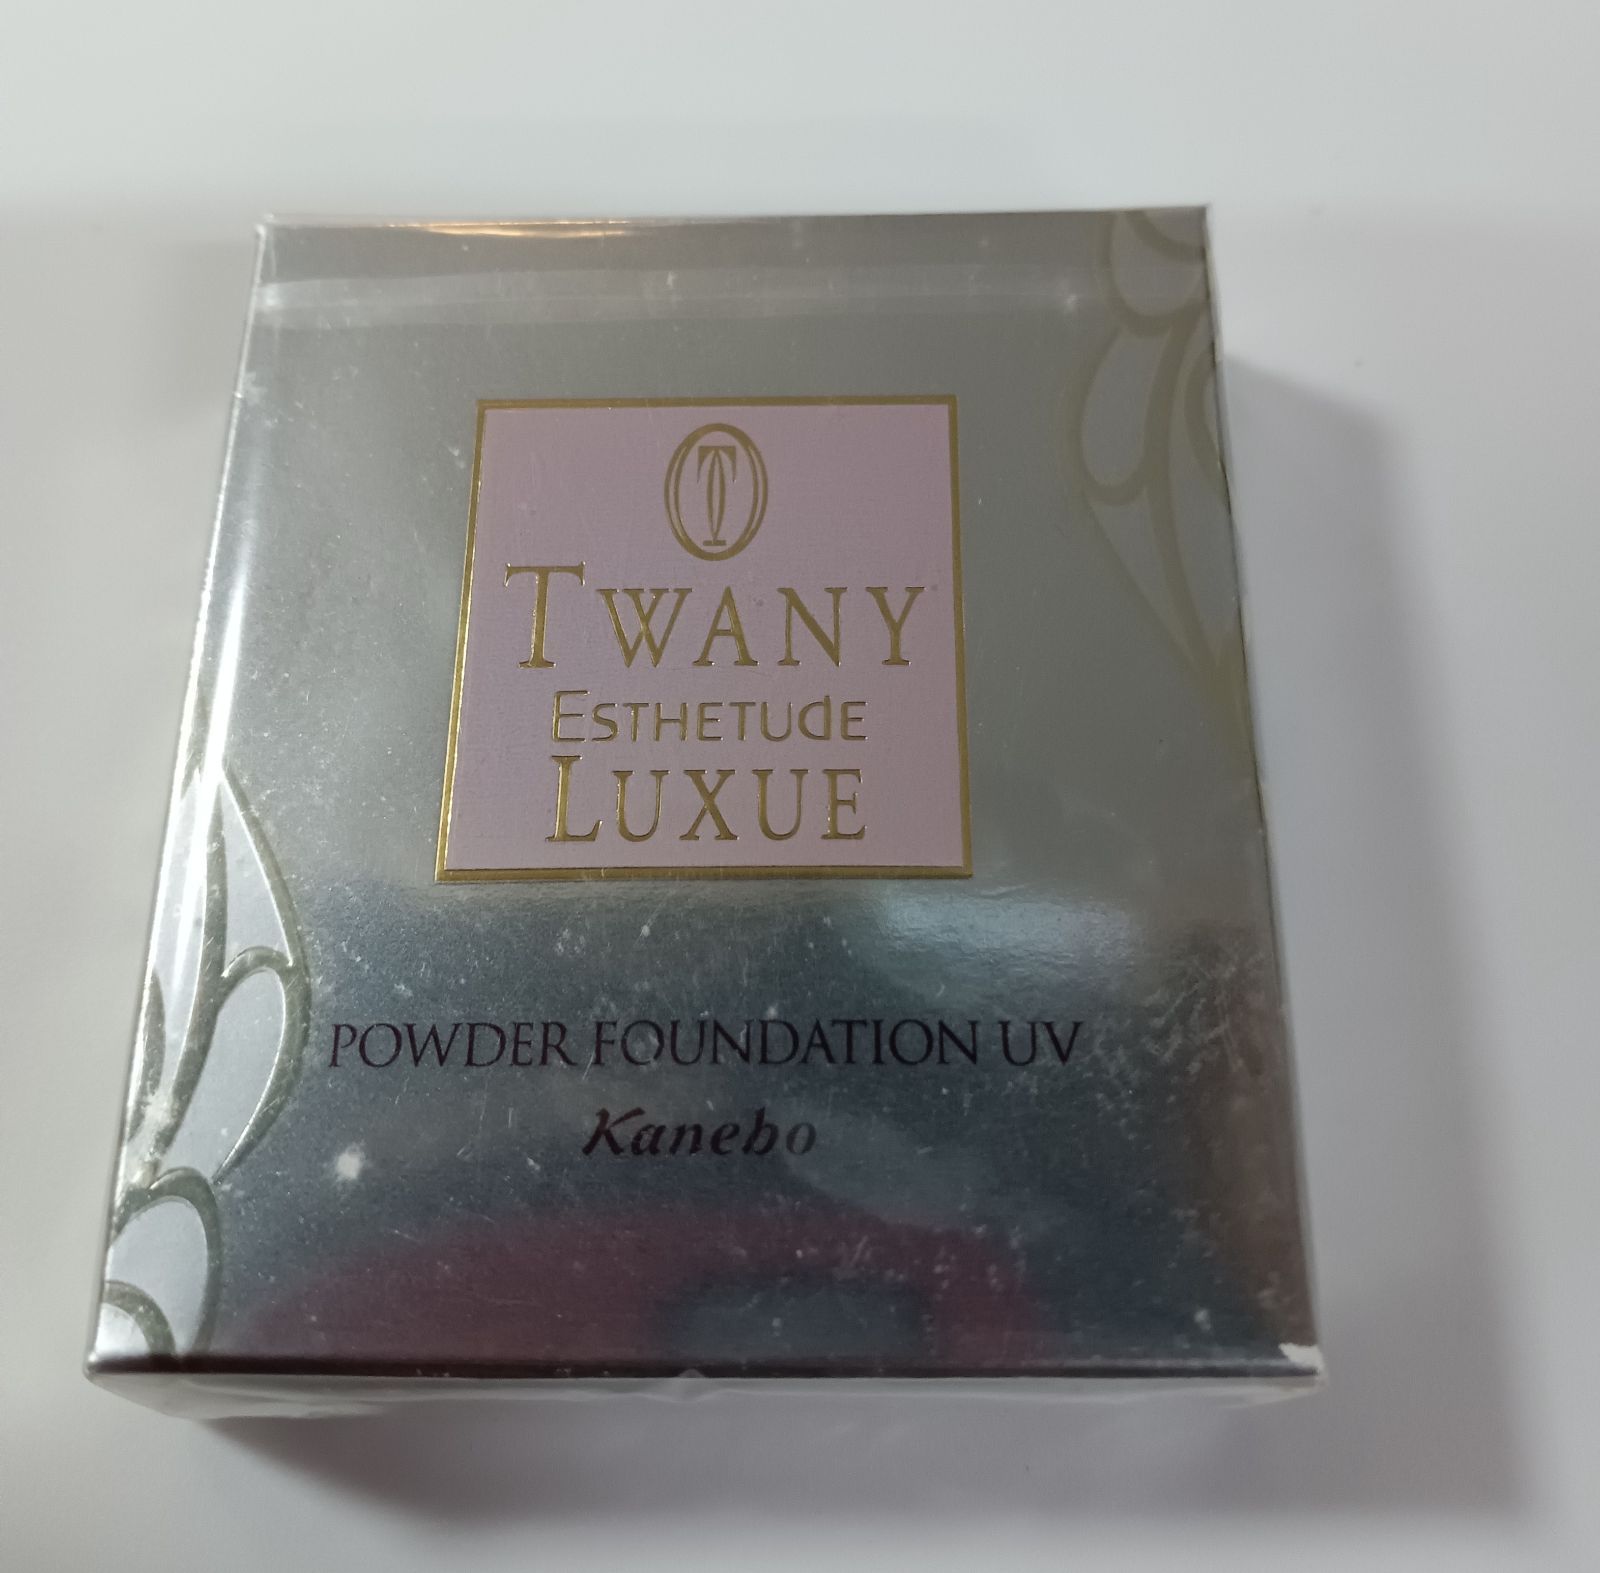 T
TWANY
ESTHETUdE
LUXUE
POWDER FOUNDATION UV
Kanebo